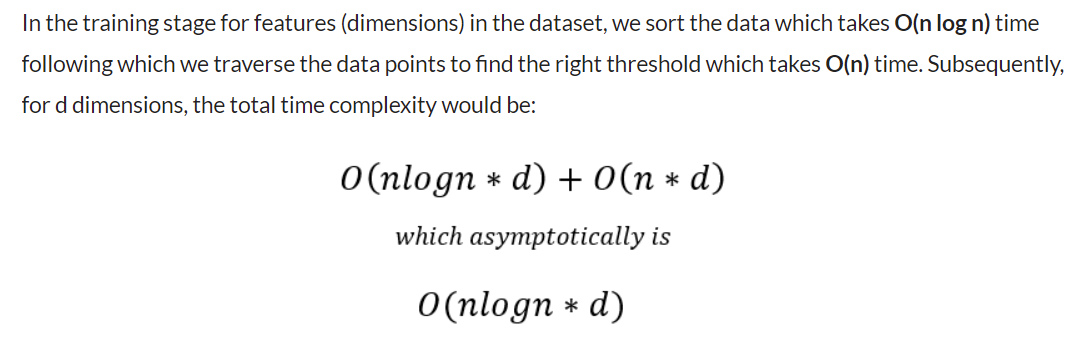 In the training stage for features (dimensions) in the dataset, we sort the data which takes O(n log n) time
following which we traverse the data points to find the right threshold which takes O(n) time. Subsequently,
for d dimensions, the total time complexity would be:
O(nlogn * d) + O(n * d)
which asymptotically is
O(nlogn * d)